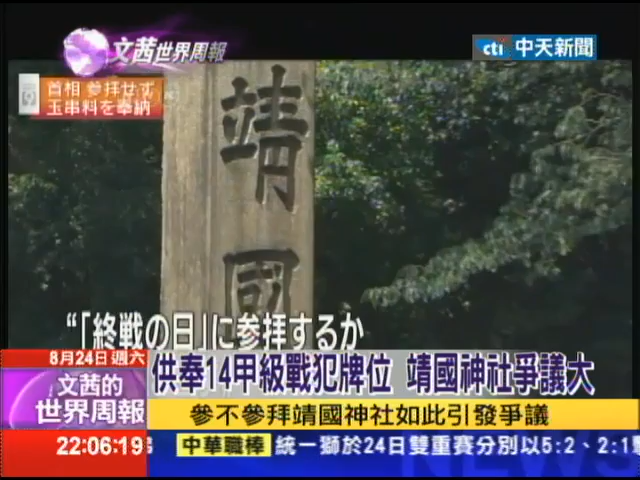 文茜世界周報
cti 中天新聞
首相 参拝せず
玉串料を奉納
靖
國
“「終戦の日」に参拝するか
8月24日 週六
供奉14甲級戰犯牌位 靖國神社爭議大
文茜的
世界周報
參不參拜靖國神社如此引發爭議
22:06:19
中華職棒 統一獅於24日雙重賽分別以5:2、2:1擊
NEWS